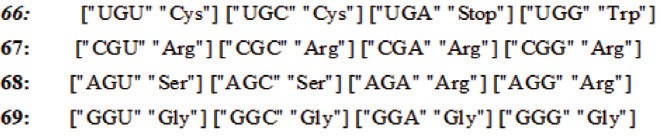 66: ["UGU" "Cys"] ["UGC" "Cys"] ["UGA" "Stop"] ["UGG" "Trp"]
67: ["CGU" "Arg"] ["CGC" "Arg"] ["CGA" "Arg"] ["CGG" "Arg"]
68: ["AGU" "Ser"] ["AGC" "Ser"] ["AGA" "Arg"] ["AGG" "Arg"]
69: ["GGU" "Gly"] ["GGC" "Gly"] ["GGA" "Gly"] ["GGG" "Gly"]